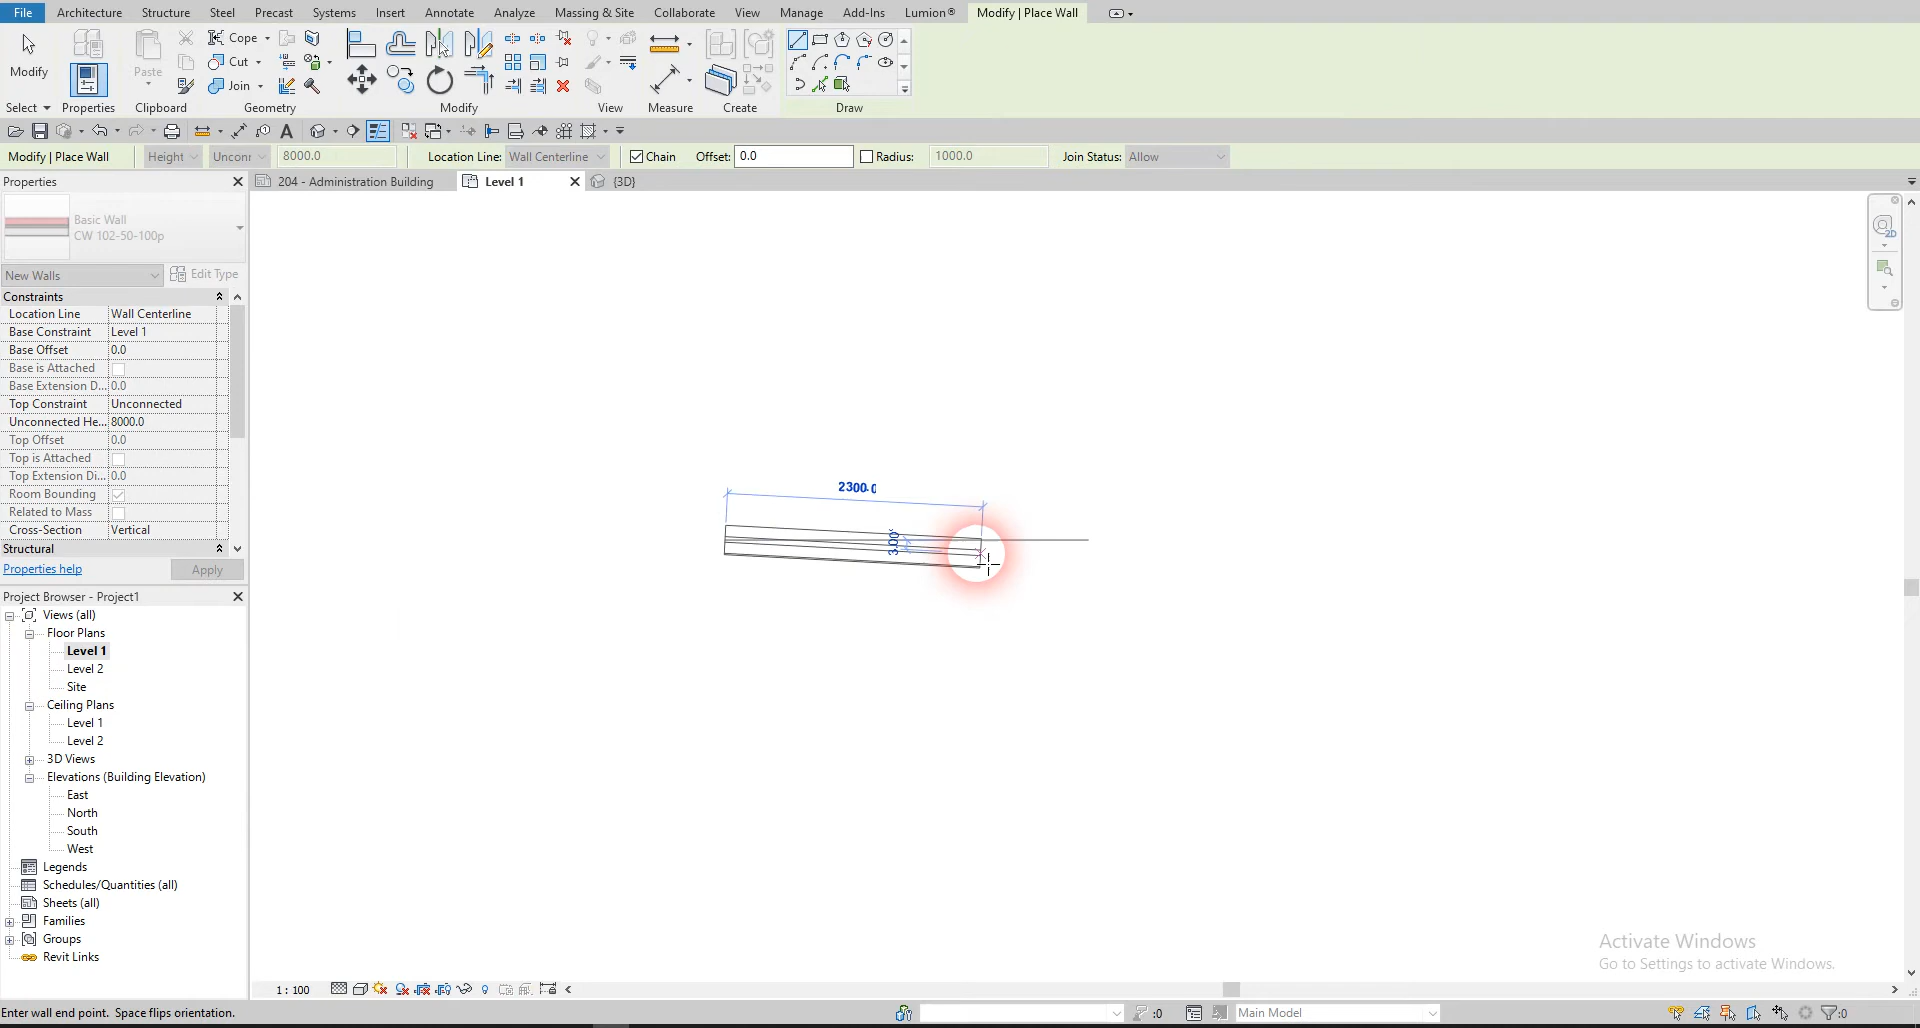 File Architecture Structure Steel Precast Systems Insert Annotate Analyze Massing & Site Collaborate View Manage Add-Ins Lumion® Modify | Place Wall
Cope
Cut
Join
Modify Paste
Select Properties Clipboard Geometry Modify View Measure Create Draw
Modify | Place Wall Height Unconr 8000.0 Location Line: Wall Centerline Chain Offset: 0.0 Radius: 1000.0 Join Status: Allow
Properties 204 - Administration Building Level 1 {3D}
Basic Wall
CW 102-50-100p
New Walls Edit Type
Constraints
Location Line Wall Centerline
Base Constraint Level 1
Base Offset 0.0
Base is Attached
Base Extension D... 0.0
Top Constraint Unconnected
Unconnected He... 8000.0
Top Offset 0.0
Top is Attached
Top Extension Di... 0.0
Room Bounding
Related to Mass
Cross-Section Vertical
Structural
Properties help Apply
2300.0
3.00°
2D
Project Browser - Project1
Views (all)
Floor Plans
Level 1
Level 2
Site
Ceiling Plans
Level 1
Level 2
3D Views
Elevations (Building Elevation)
East
North
South
West
Legends
Schedules/Quantities (all)
Sheets (all)
Families
Groups
Revit Links
Activate Windows
Go to Settings to activate Windows.
1 : 100
Enter wall end point. Space flips orientation. :0 Main Model :0